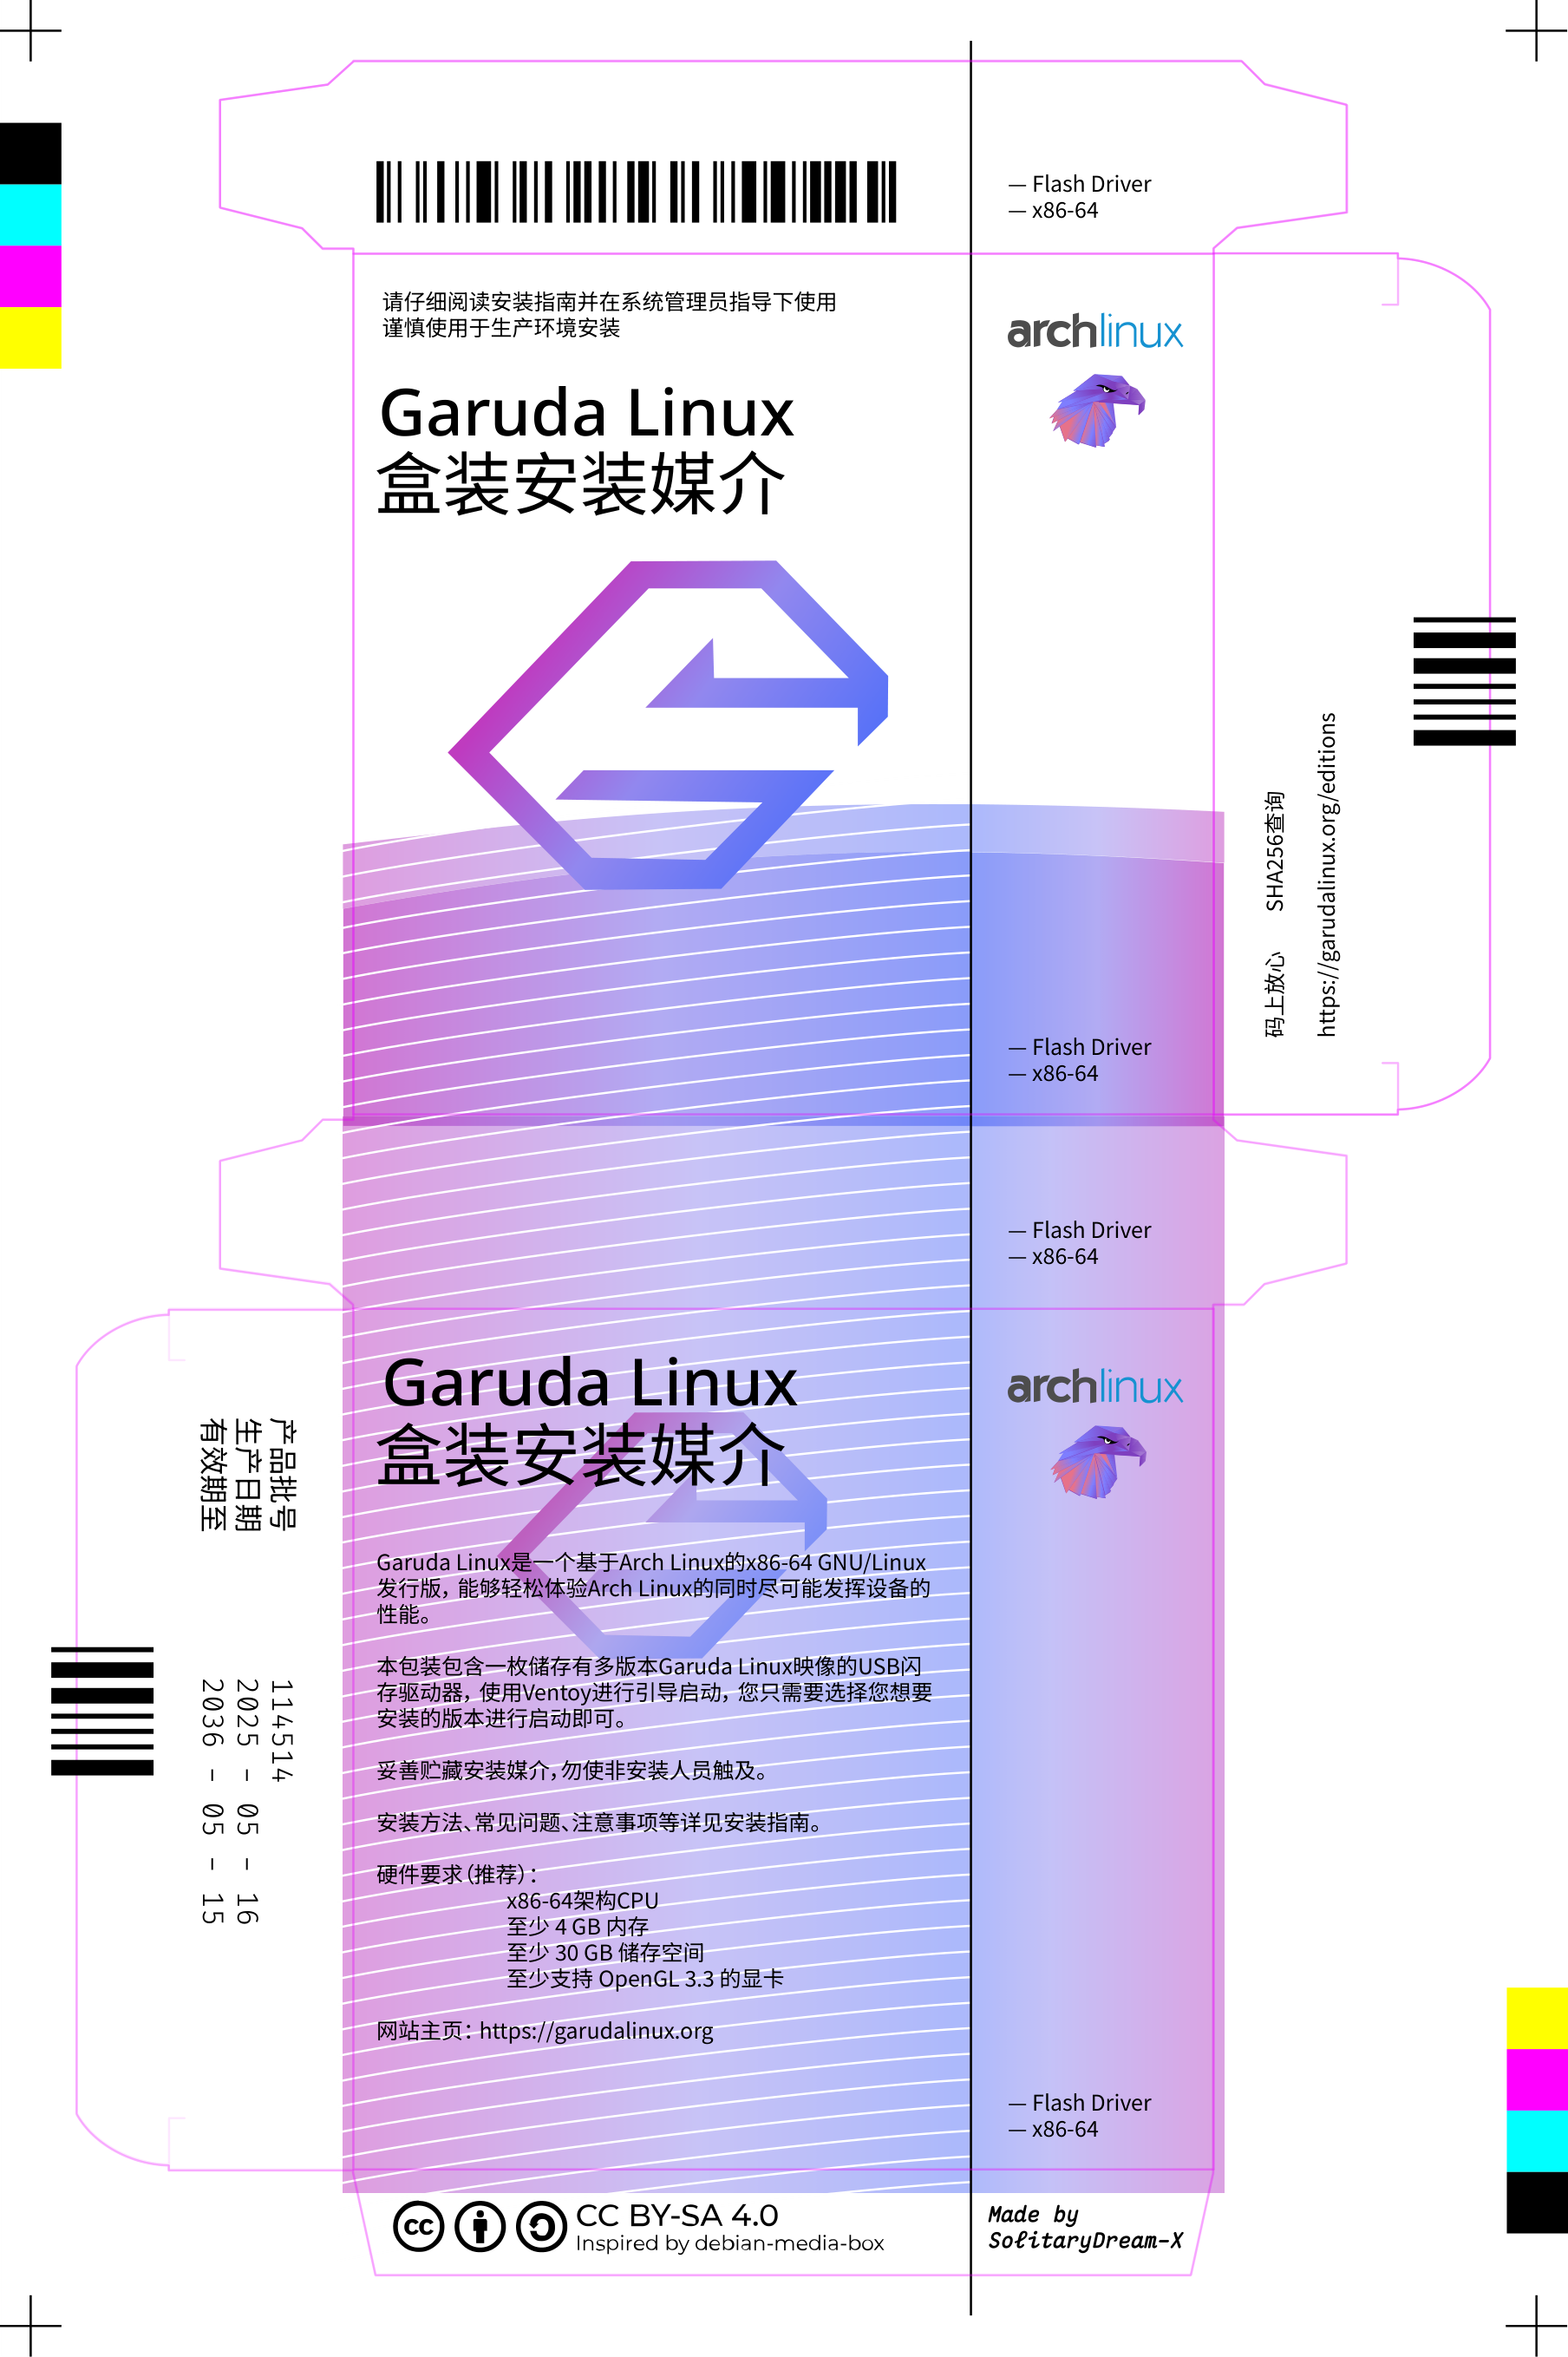 — Flash Driver
— x86-64
请仔细阅读安装指南并在系统管理员指导下使用
谨慎使用于生产环境安装
archlinux
Garuda Linux
盒装安装媒介
码上放心 SHA256查询
https://garudalinux.org/editions
— Flash Driver
— x86-64
— Flash Driver
— x86-64
Garuda Linux
盒装安装媒介
archlinux
产品批号 114514
生产日期 2025 - 05 - 16
有效期至 2036 - 05 - 15
Garuda Linux是一个基于Arch Linux的x86-64 GNU/Linux
发行版，能够轻松体验Arch Linux的同时尽可能发挥设备的
性能。
本包装包含一枚储存有多版本Garuda Linux映像的USB闪
存驱动器，使用Ventoy进行引导启动，您只需要选择您想要
安装的版本进行启动即可。
妥善贮藏安装媒介，勿使非安装人员触及。
安装方法、常见问题、注意事项等详见安装指南。
硬件要求（推荐）：
x86-64架构CPU
至少 4 GB 内存
至少 30 GB 储存空间
至少支持 OpenGL 3.3 的显卡
网站主页：https://garudalinux.org
— Flash Driver
— x86-64
cc
CC BY-SA 4.0
Inspired by debian-media-box
Made by
SolitaryDream-X